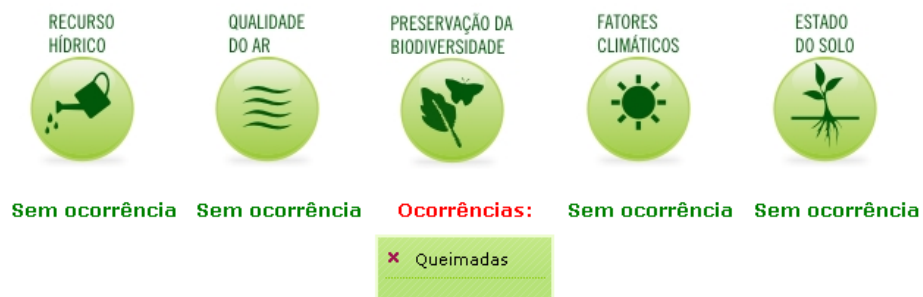 RECURSO
HÍDRICO
QUALIDADE
DO AR
PRESERVAÇÃO DA
BIODIVERSIDADE
FATORES
CLIMÁTICOS
ESTADO
DO SOLO
Sem ocorrência
Sem ocorrência
Ocorrências:
Sem ocorrência
Sem ocorrência
Queimadas